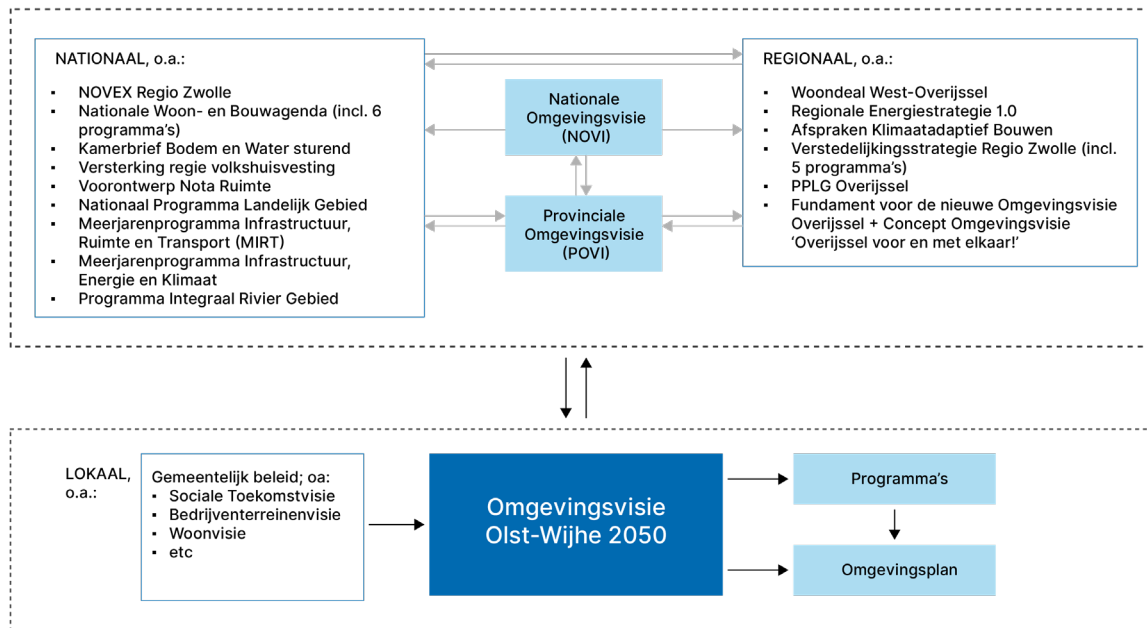 NATIONAAL, o.a.:
▪ NOVEX Regio Zwolle
▪ Nationale Woon- en Bouwagenda (incl. 6
programma's)
▪ Kamerbrief Bodem en Water sturend
▪ Versterking regie volkshuisvesting
▪ Voorontwerp Nota Ruimte
▪ Nationaal Programma Landelijk Gebied
▪ Meerjarenprogramma Infrastructuur,
Ruimte en Transport (MIRT)
▪ Meerjarenprogramma Infrastructuur,
Energie en Klimaat
▪ Programma Integraal Rivier Gebied
Nationale
Omgevingsvisie
(NOVI)
Provinciale
Omgevingsvisie
(POVI)
REGIONAAL, o.a.:
▪ Woondeal West-Overijssel
▪ Regionale Energiestrategie 1.0
▪ Afspraken Klimaatadaptief Bouwen
▪ Verstedelijkingsstrategie Regio Zwolle (incl.
5 programma's)
▪ PPLG Overijssel
▪ Fundament voor de nieuwe Omgevingsvisie
Overijssel + Concept Omgevingsvisie
'Overijssel voor en met elkaar!'
LOKAAL,
o.a.:
Gemeentelijk beleid; oa:
▪ Sociale Toekomstvisie
▪ Bedrijventerreinenvisie
▪ Woonvisie
▪ etc
Omgevingsvisie
Olst-Wijhe 2050
Programma's
Omgevingsplan